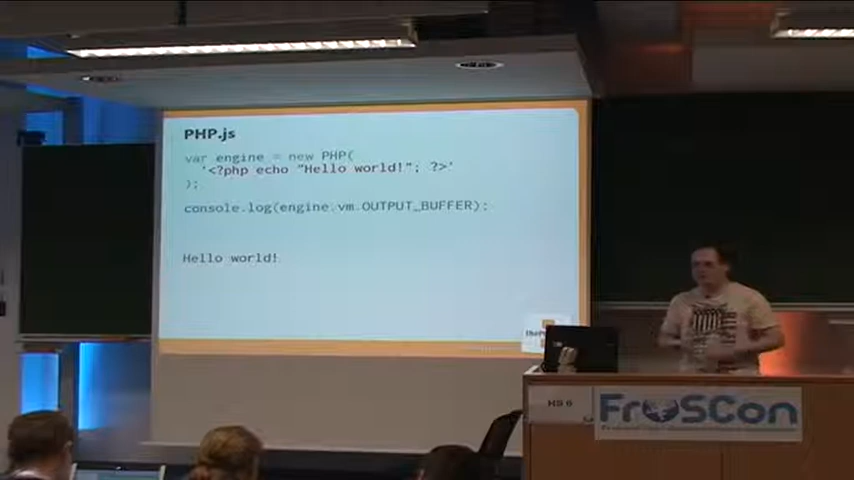 PHP.js
var engine = new PHP(
'<?php echo "Hello world!"; ?>'
);
console.log(engine.vm.OUTPUT_BUFFER);
Hello world!
HS 6
FrOSCon